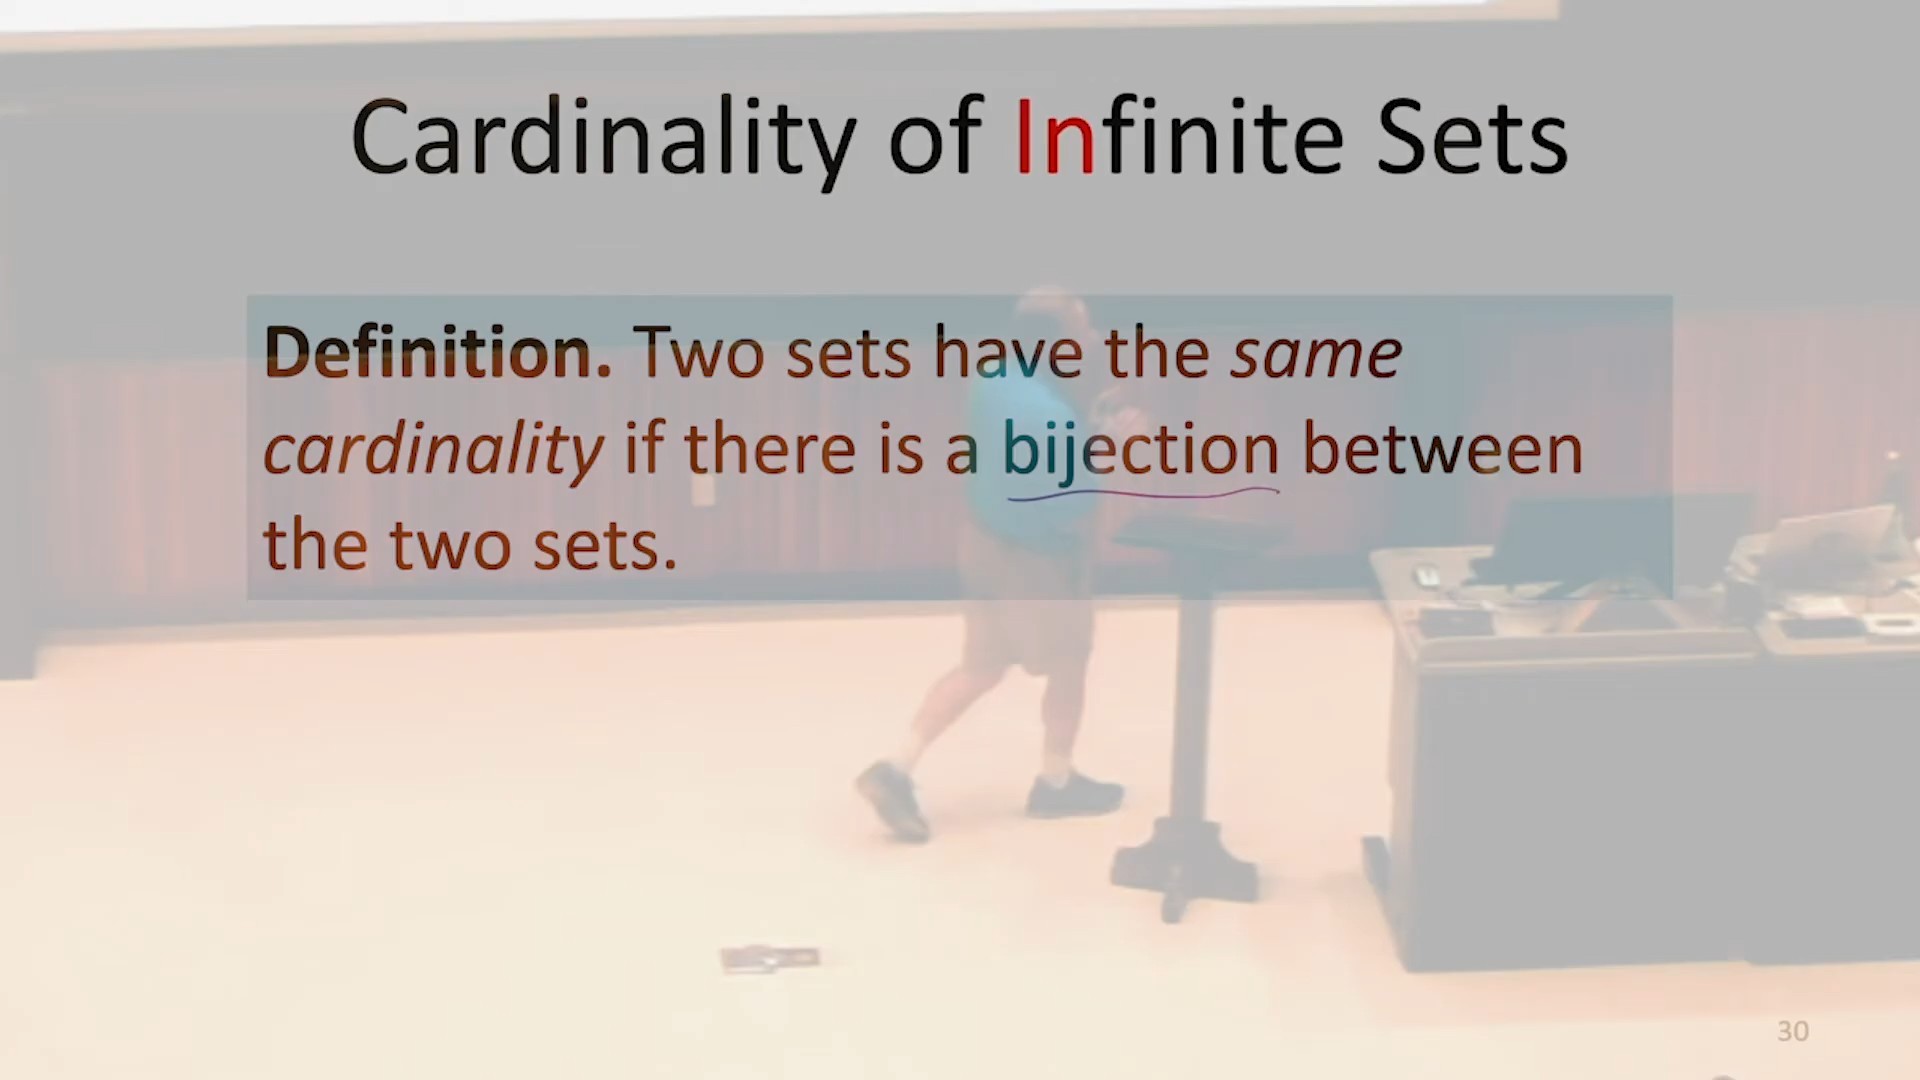 Cardinality of Infinite Sets
Definition. Two sets have the same
cardinality if there is a bijection between
the two sets.
30